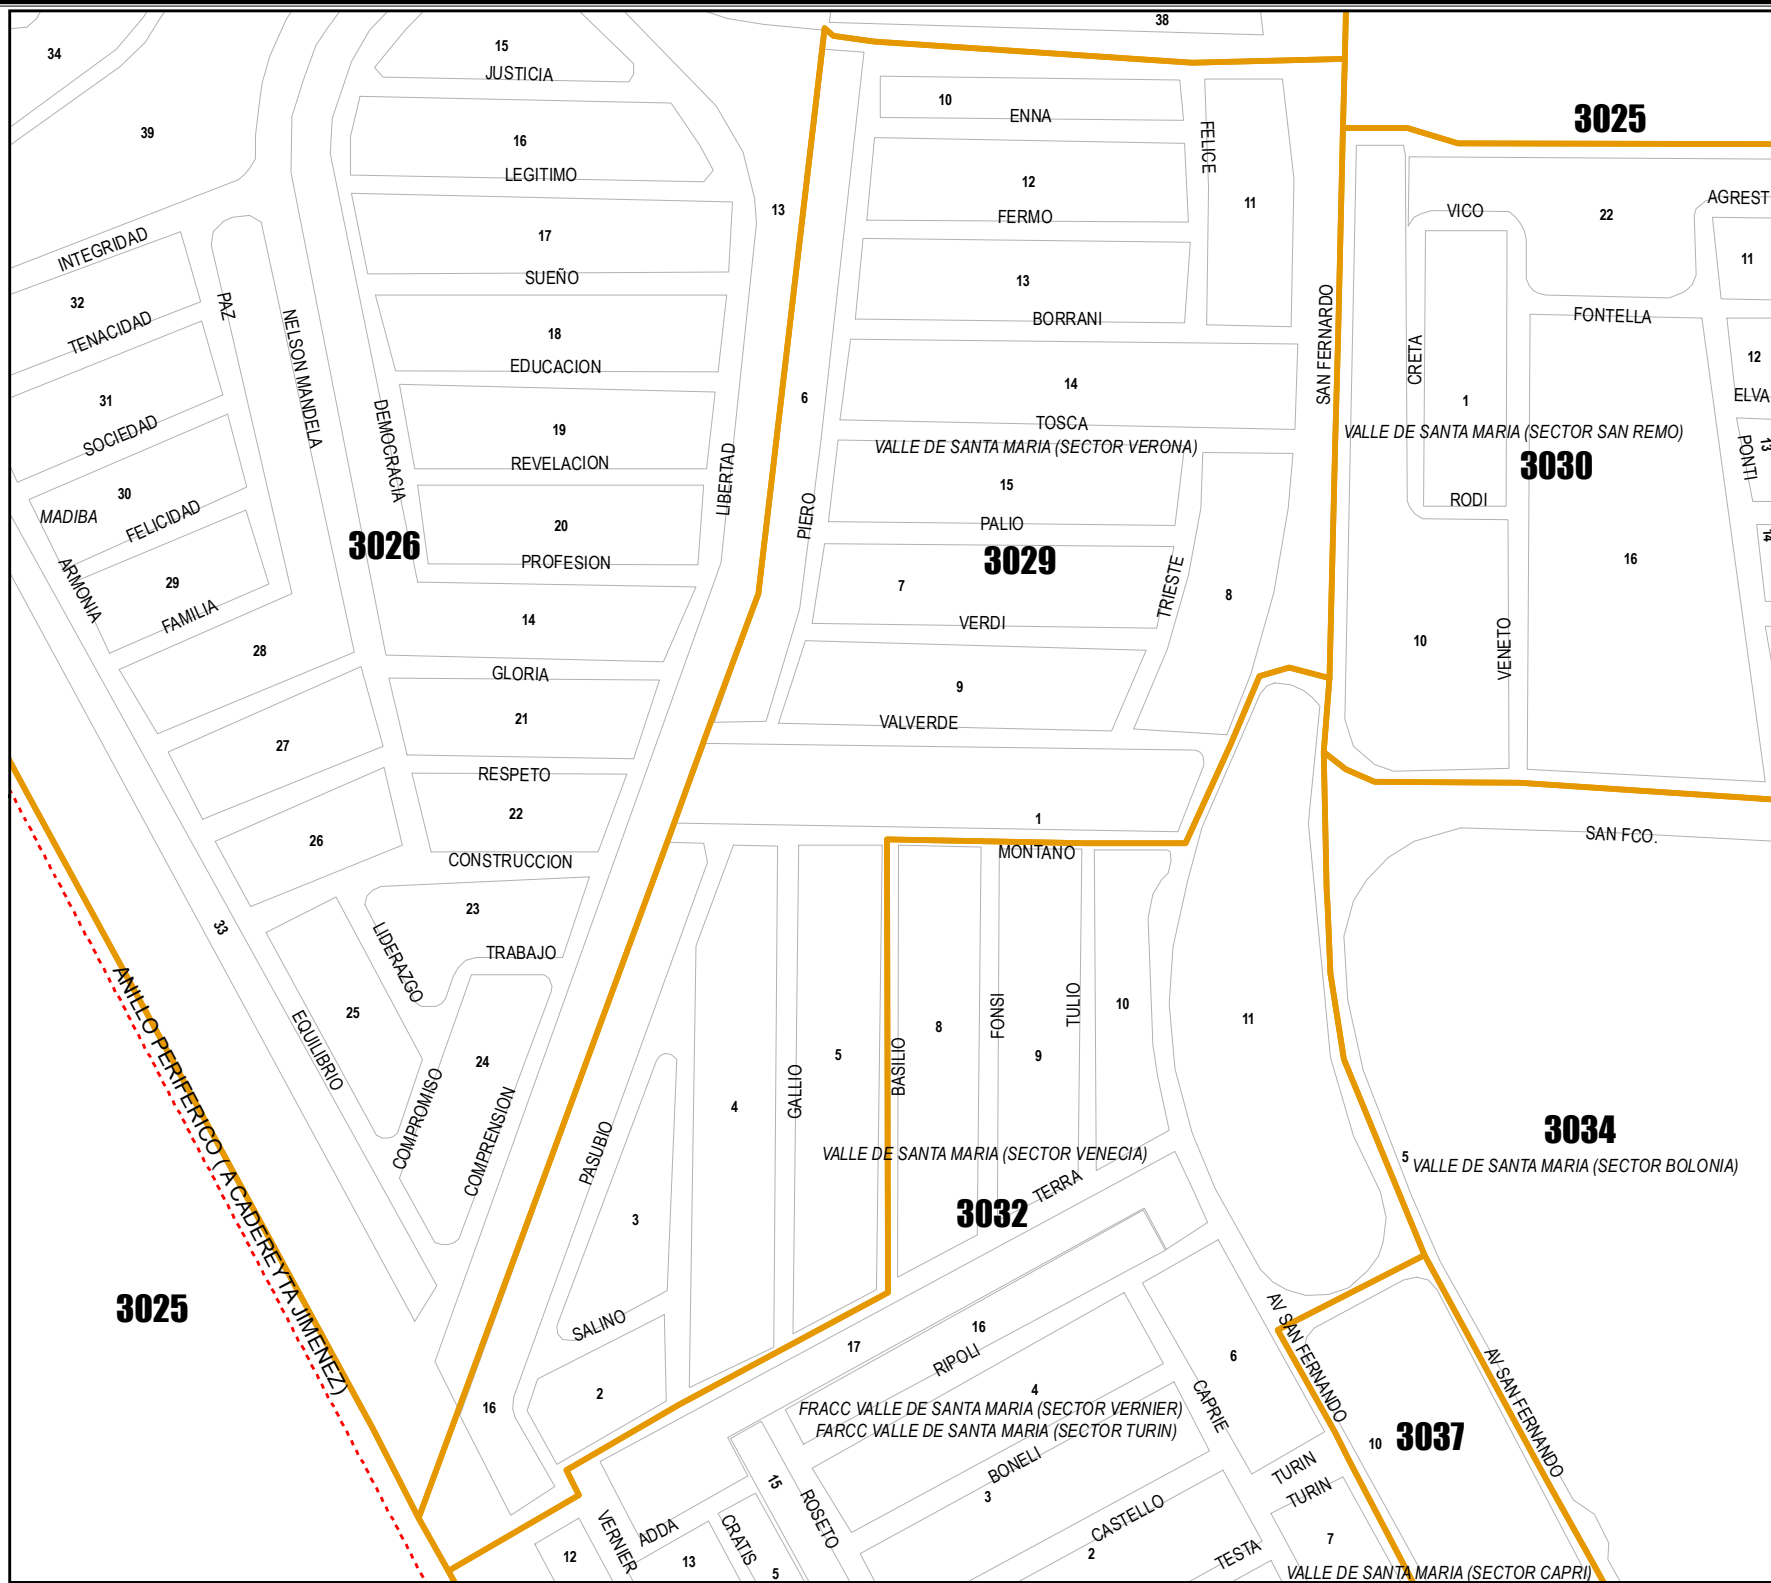 38
34
15
JUSTICIA
10
ENNA
3025
39
16
LEGITIMO
FELICE
12
FERMO
13
11
VICO
22
AGREST
17
SUEÑO
INTEGRIDAD
32
TENACIDAD
PAZ
NELSON MANDELA
13
BORRANI
SAN FERNARDO
FONTELLA
11
18
EDUCACION
12
ELVA
CRETA
31
SOCIEDAD
DEMOCRACIA
19
REVELACION
6
14
TOSCA
VALLE DE SANTA MARIA (SECTOR VERONA)
1
VALLE DE SANTA MARIA (SECTOR SAN REMO)
3030
13
PONTI
LIBERTAD
30
MADIBA
FELICIDAD
3026
20
PROFESION
PIERO
15
PALIO
3029
RODI
14
16
ARMONIA
29
FAMILIA
7
VERDI
TRIESTE
8
14
GLORIA
28
9
VALVERDE
10
VENETO
21
RESPETO
27
22
CONSTRUCCION
26
1
MONTANO
SAN FCO.
23
TRABAJO
LIDERAZGO
33
25
EQUILIBRIO
24
COMPROMISO
COMPRENSION
ANILLO PERIFERICO ( A CADEREYTA JIMENEZ)
3025
PASUBIO
4
GALLIO
5
BASILIO
8
FONSI
9
TULIO
10
11
VALLE DE SANTA MARIA (SECTOR VENECIA)
3032
TERRA
3034
5
VALLE DE SANTA MARIA (SECTOR BOLONIA)
3
SALINO
2
16
17
16
RIPOLI
4
FRACC VALLE DE SANTA MARIA (SECTOR VERNIER)
FARCC VALLE DE SANTA MARIA (SECTOR TURIN)
6
CAPRIE
AV SAN FERNANDO
AV SAN FERNANDO
10
3037
BONELI
3
15
ROSETO
TURIN
TURIN
CASTELLO
2
TESTA
7
VALLE DE SANTA MARIA (SECTOR CAPRI)
VERNIER
ADDA
CRATIS
12
13
5